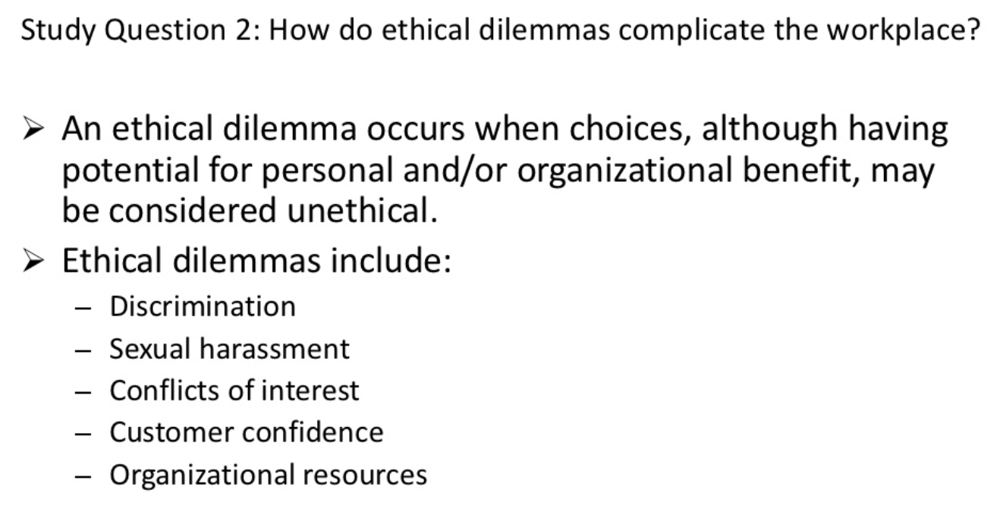 Study Question 2: How do ethical dilemmas complicate the workplace?
➢ An ethical dilemma occurs when choices, although having
potential for personal and/or organizational benefit, may
be considered unethical.
➢ Ethical dilemmas include:
– Discrimination
– Sexual harassment
– Conflicts of interest
– Customer confidence
– Organizational resources